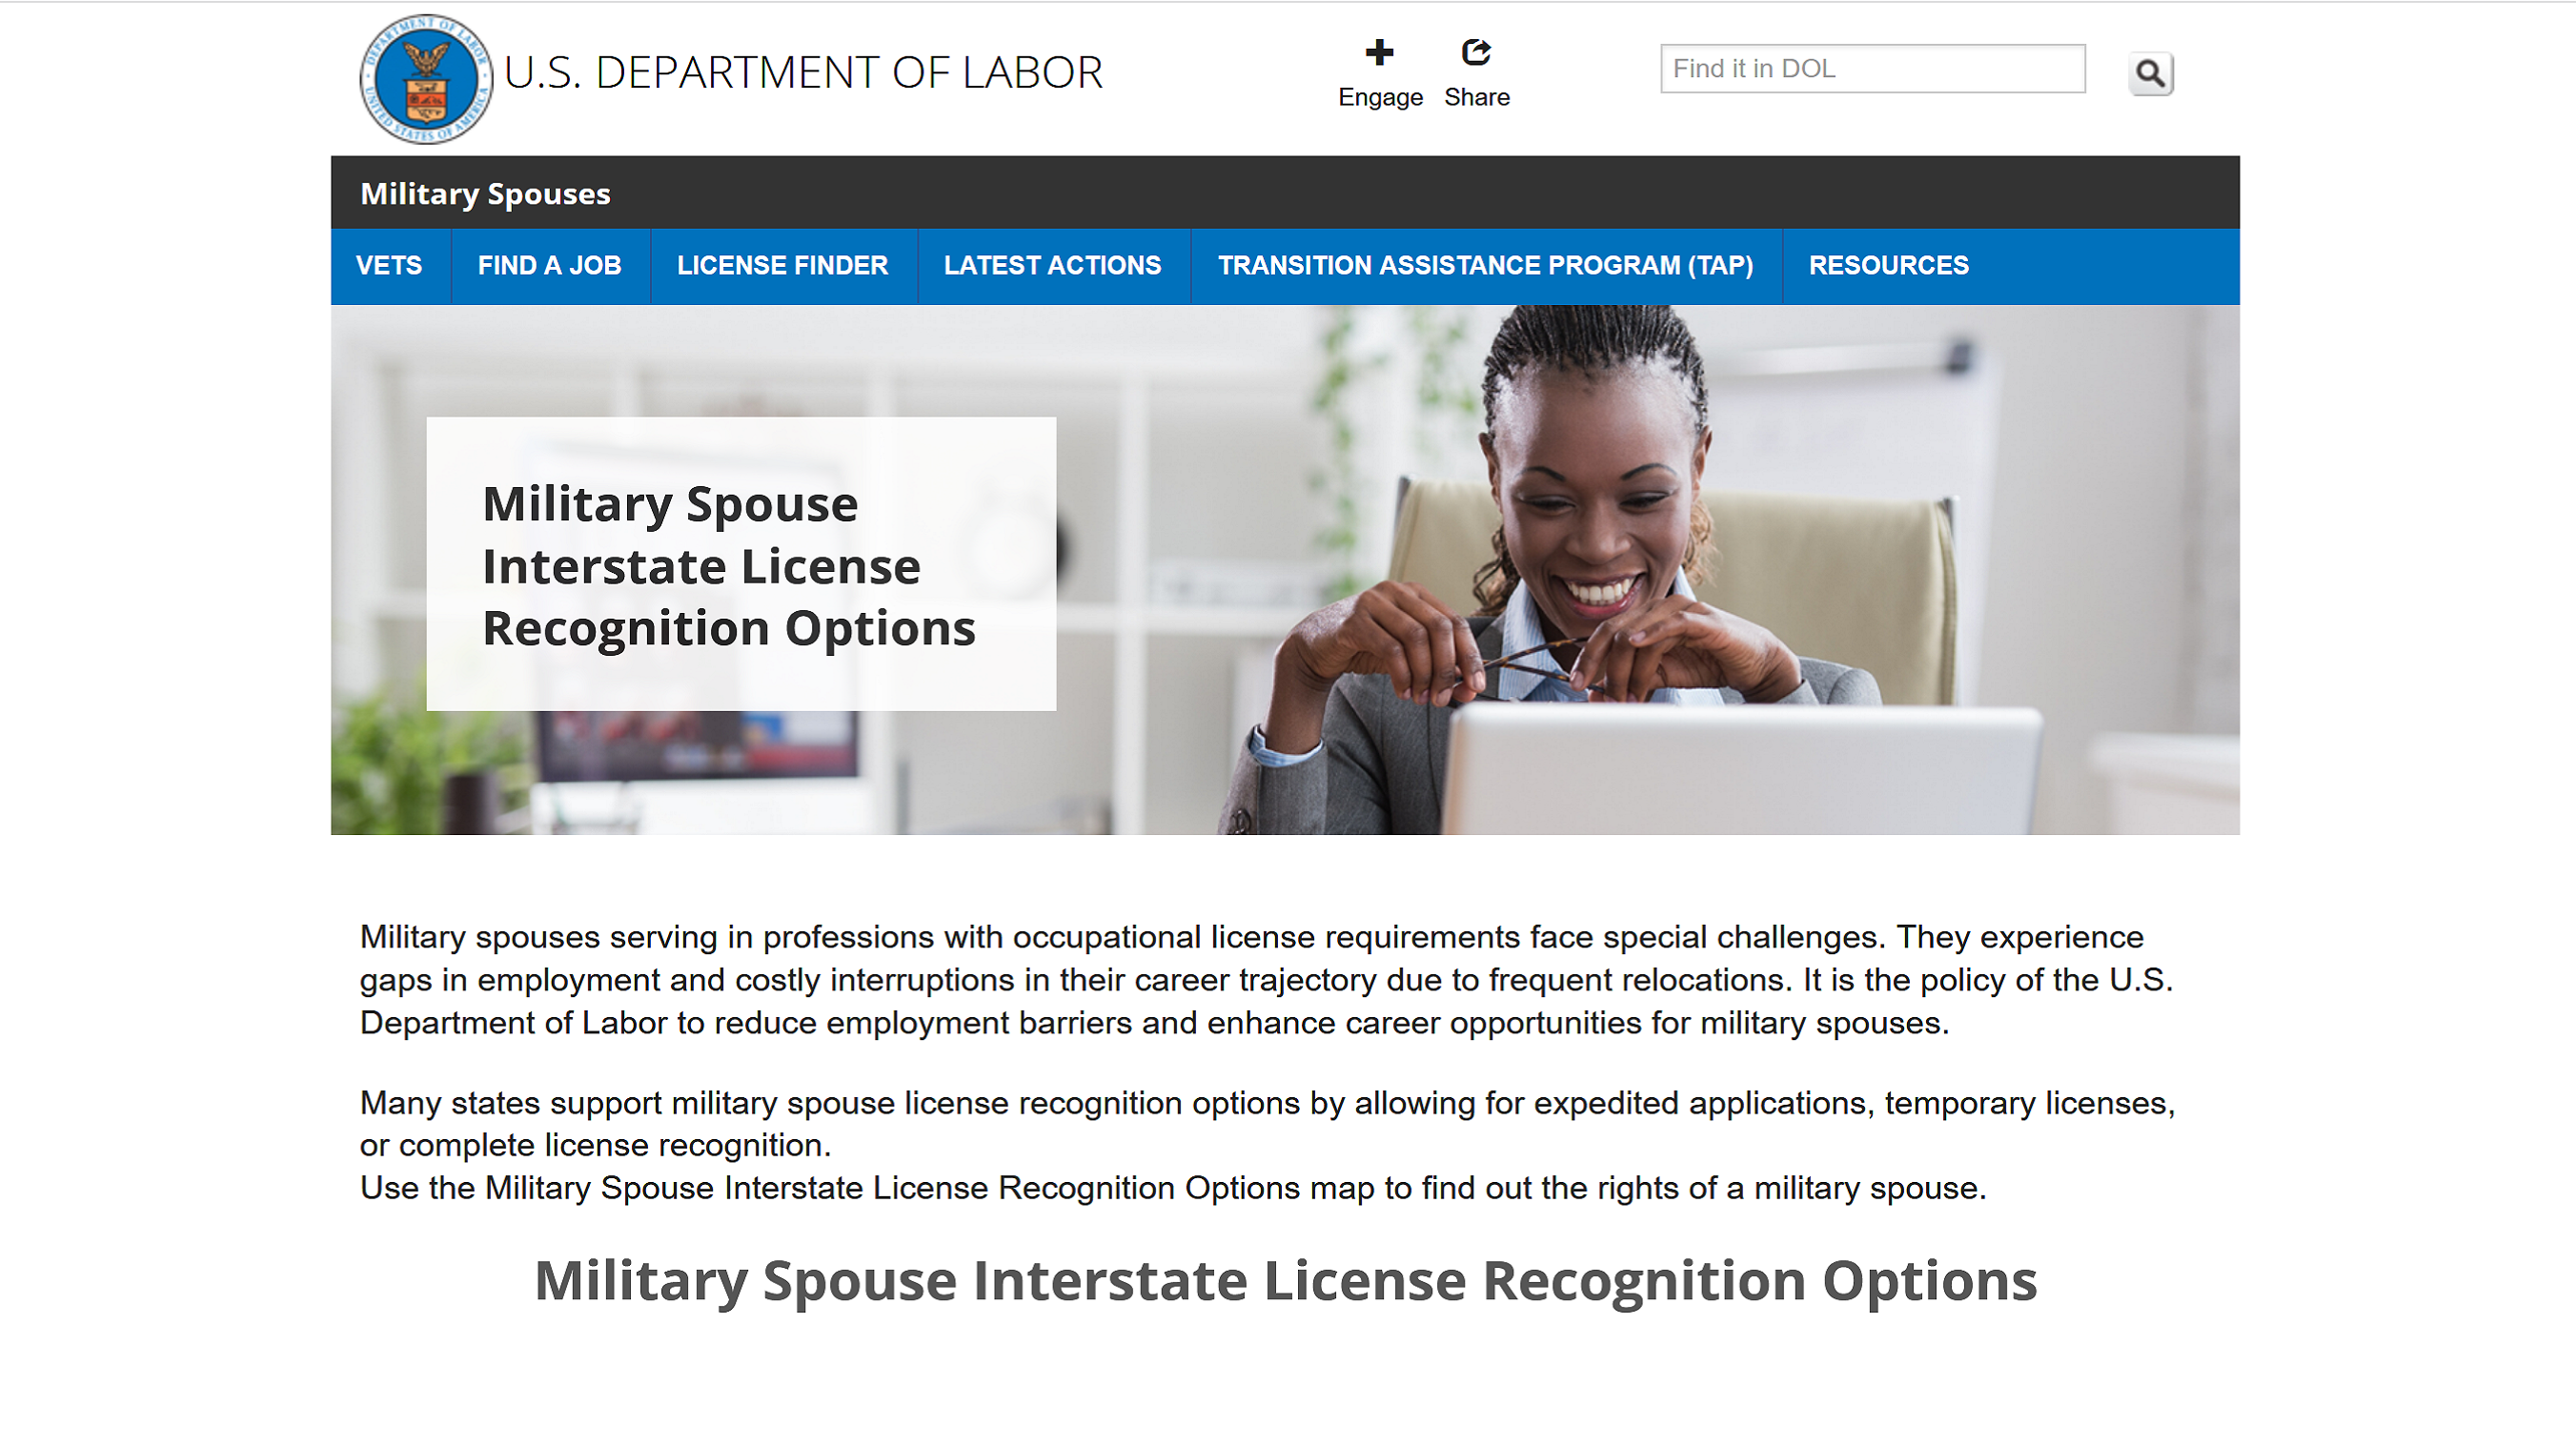 DEPARTMENT OF LABOR
UNITED STATES OF AMERICA
U.S. DEPARTMENT OF LABOR
Engage
Share
Find it in DOL
Military Spouses
VETS
FIND A JOB
LICENSE FINDER
LATEST ACTIONS
TRANSITION ASSISTANCE PROGRAM (TAP)
RESOURCES
Military Spouse
Interstate License
Recognition Options
Military spouses serving in professions with occupational license requirements face special challenges. They experience
gaps in employment and costly interruptions in their career trajectory due to frequent relocations. It is the policy of the U.S.
Department of Labor to reduce employment barriers and enhance career opportunities for military spouses.
Many states support military spouse license recognition options by allowing for expedited applications, temporary licenses,
or complete license recognition.
Use the Military Spouse Interstate License Recognition Options map to find out the rights of a military spouse.
Military Spouse Interstate License Recognition Options